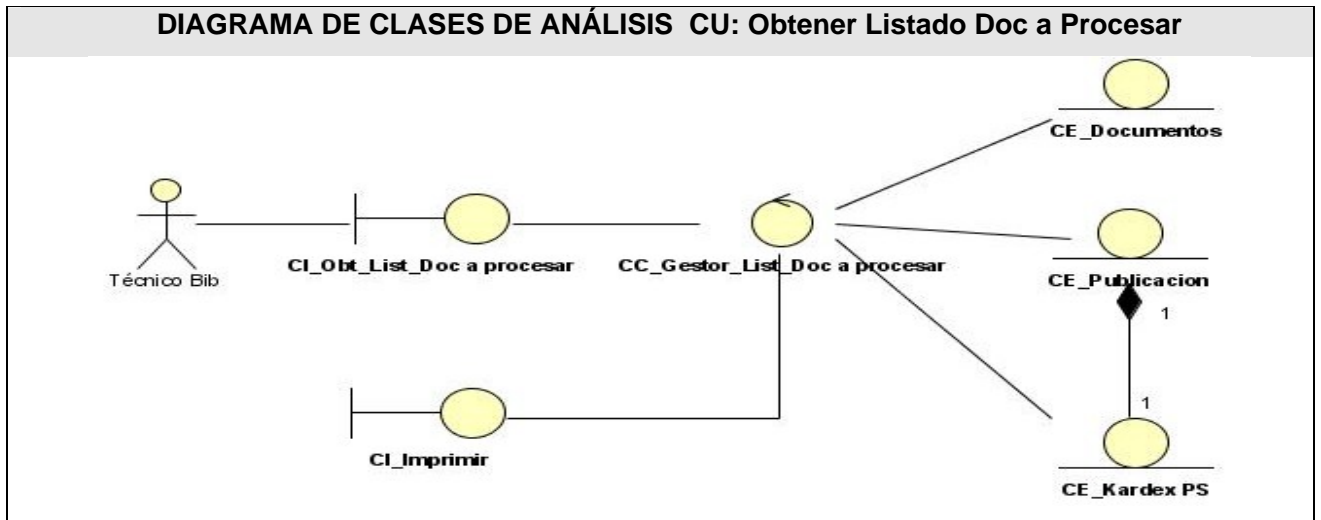 DIAGRAMA DE CLASES DE ANÁLISIS CU: Obtener Listado Doc a Procesar
CE_Documentos
Técnico Bib
CI_Obt_List_Doc a procesar
CC_Gestor_List_Doc a procesar
CE_Publicacion
1
1
CI_Imprimir
CE_Kardex PS